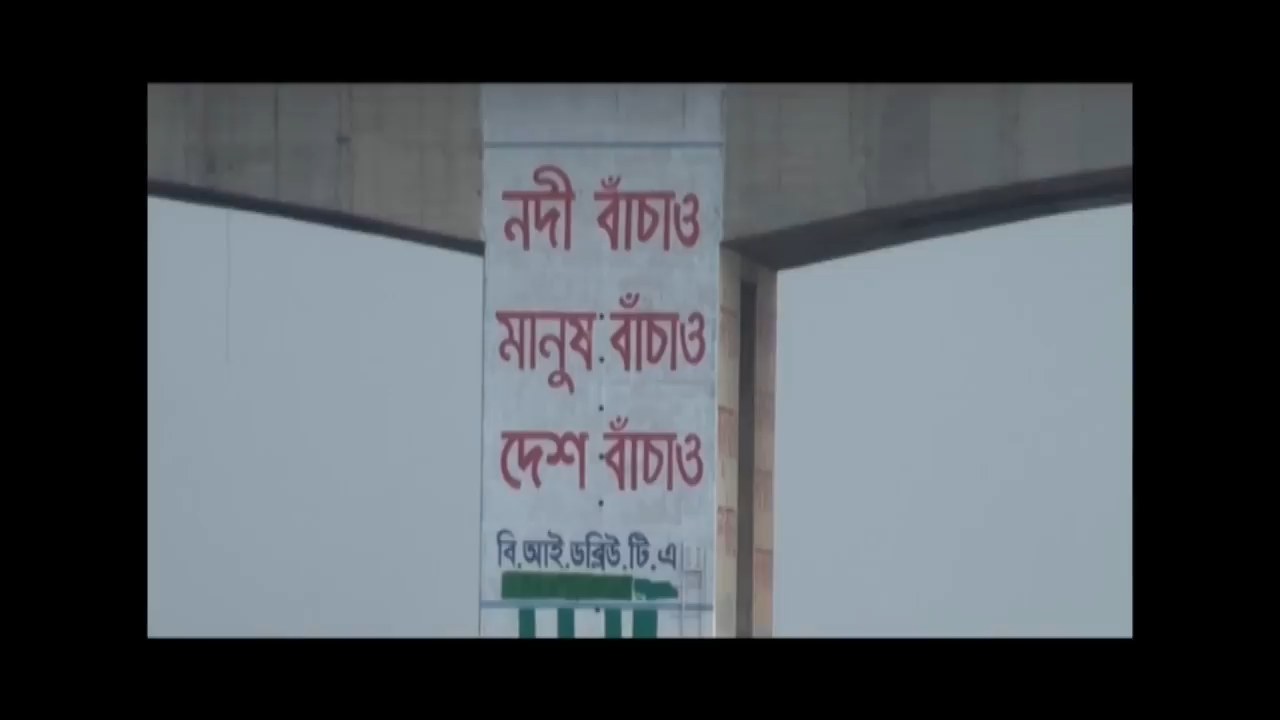 নদী বাঁচাও
মানুষ বাঁচাও
দেশ বাঁচাও
বি.আই.ডব্লিউ.টি.এ